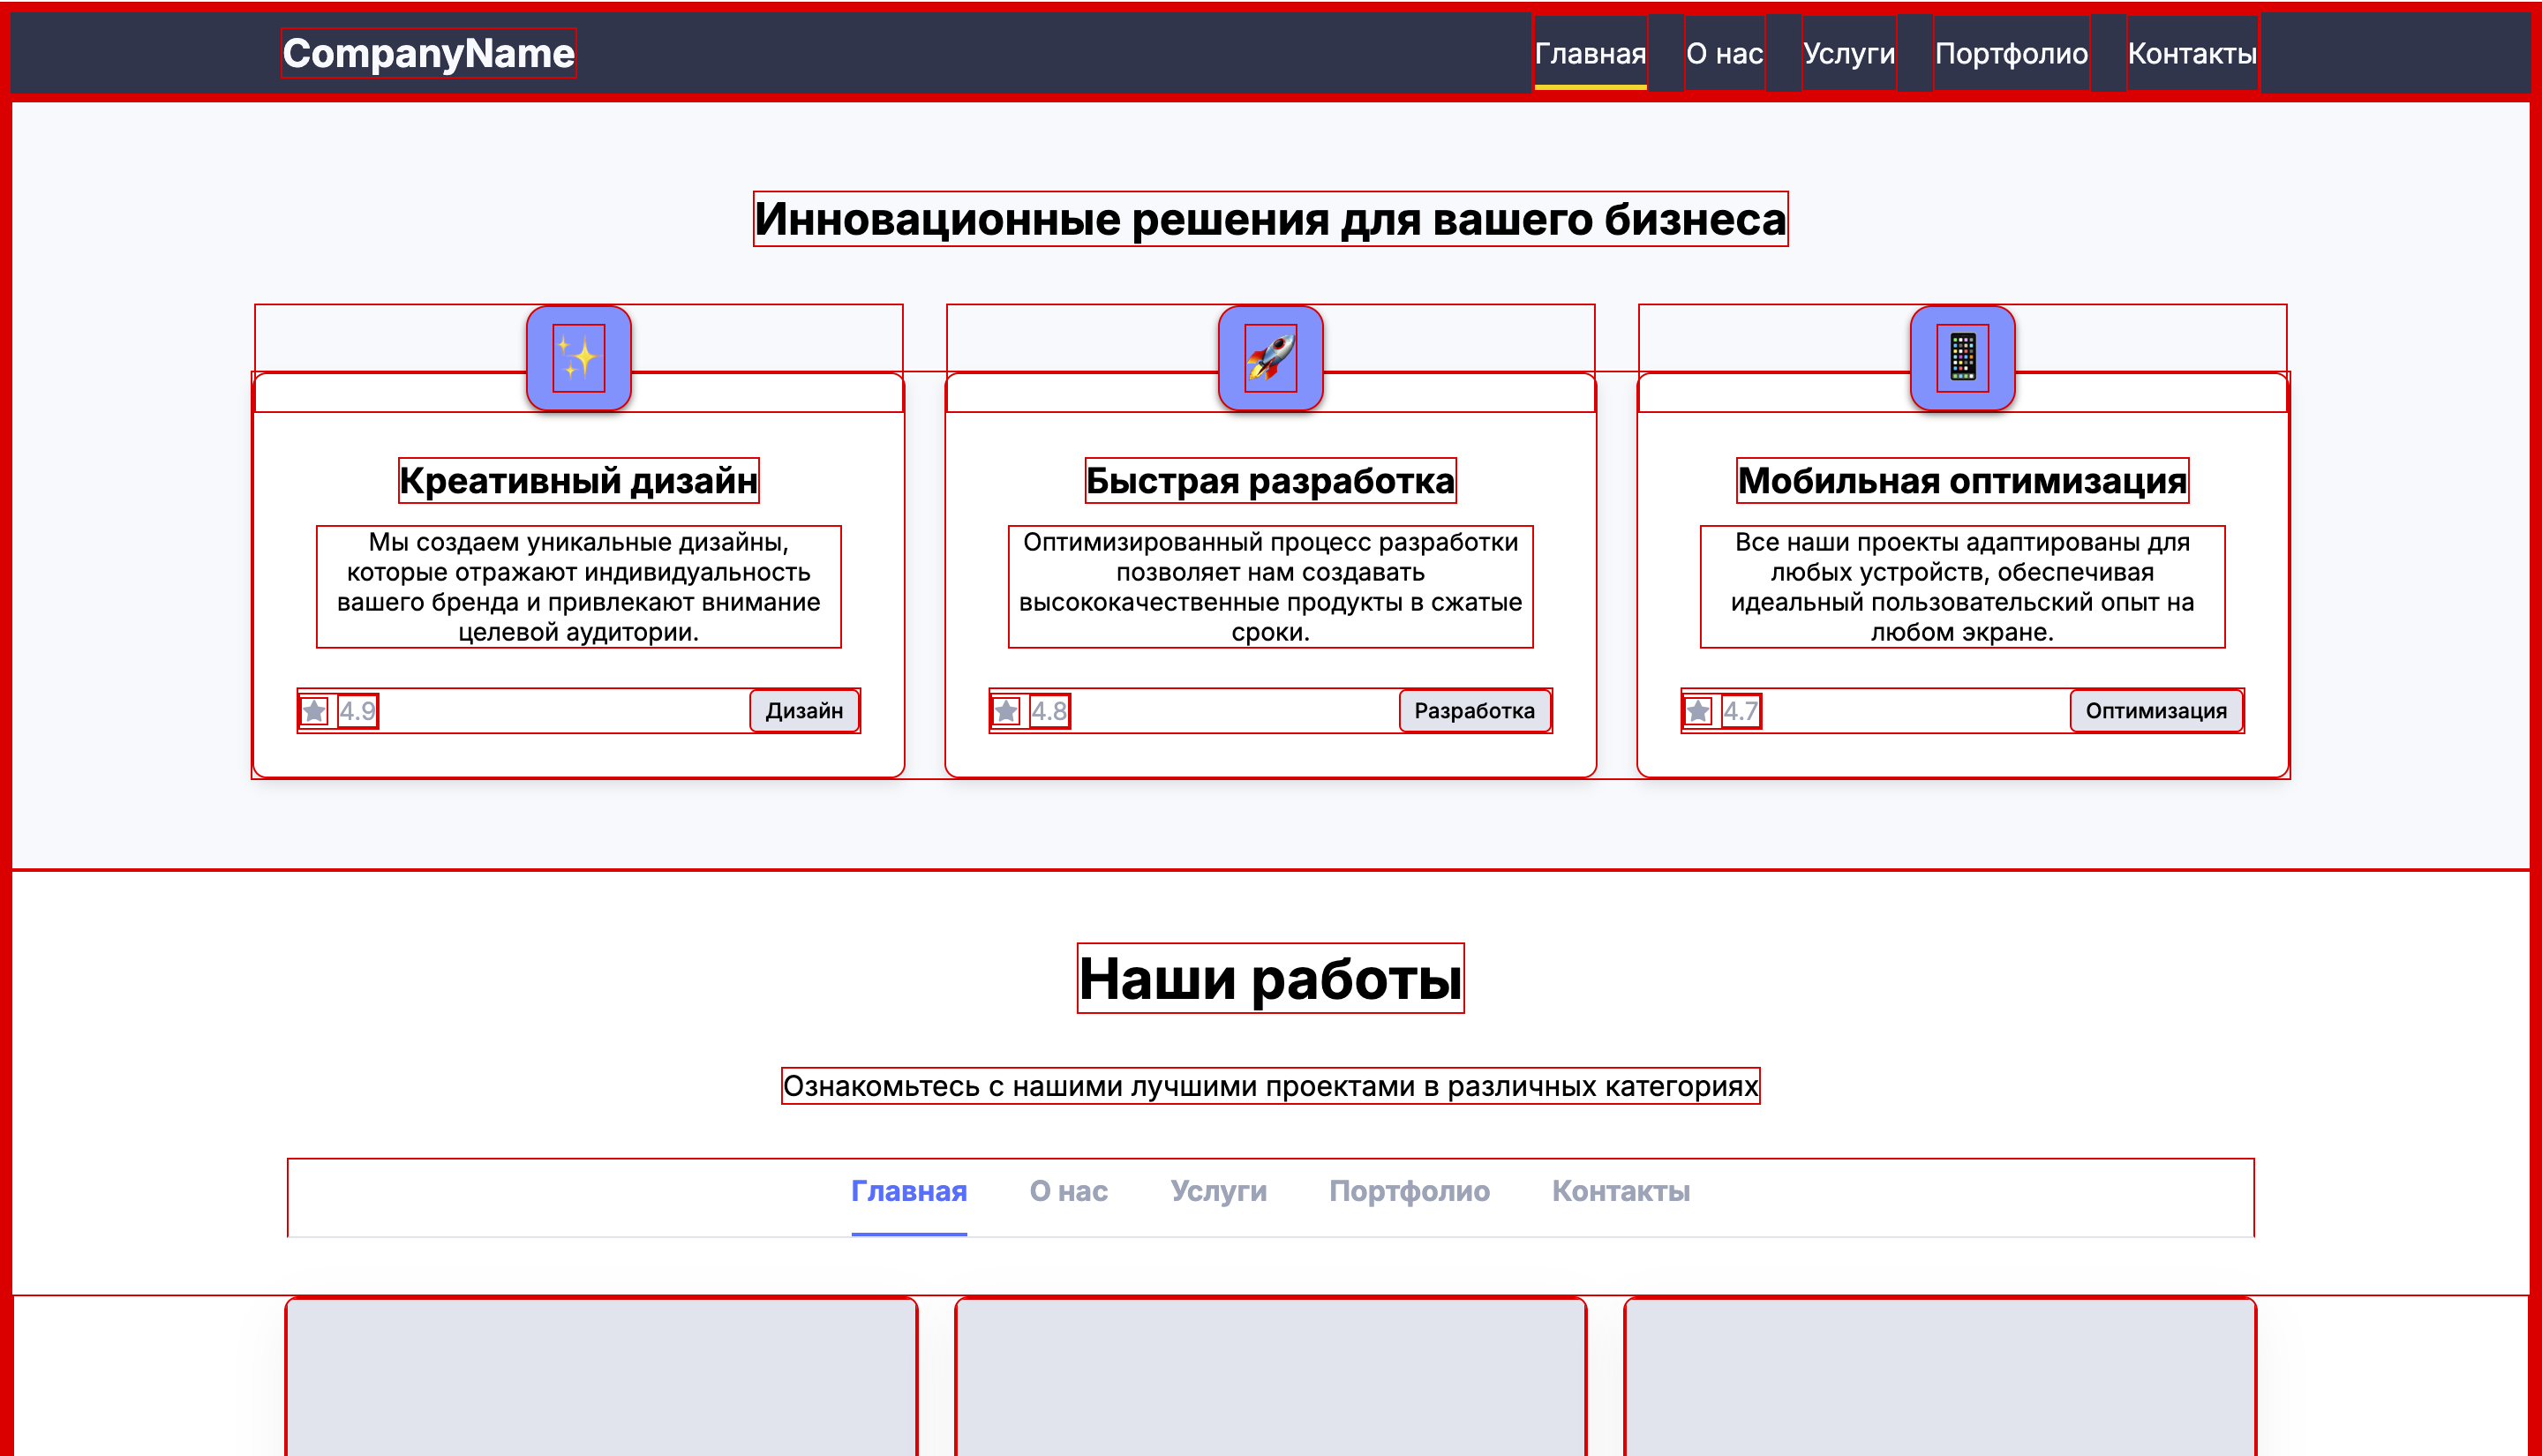 CompanyName
Главная
О нас
Услуги
Портфолио
Контакты
Инновационные решения для вашего бизнеса
Креативный дизайн
Мы создаем уникальные дизайны,
которые отражают индивидуальность
вашего бренда и привлекают внимание
целевой аудитории.
4.9
Дизайн
Быстрая разработка
Оптимизированный процесс разработки
позволяет нам создавать
высококачественные продукты в сжатые
сроки.
4.8
Разработка
Мобильная оптимизация
Все наши проекты адаптированы для
любых устройств, обеспечивая
идеальный пользовательский опыт на
любом экране.
4.7
Оптимизация
Наши работы
Ознакомьтесь с нашими лучшими проектами в различных категориях
Главная
О нас
Услуги
Портфолио
Контакты